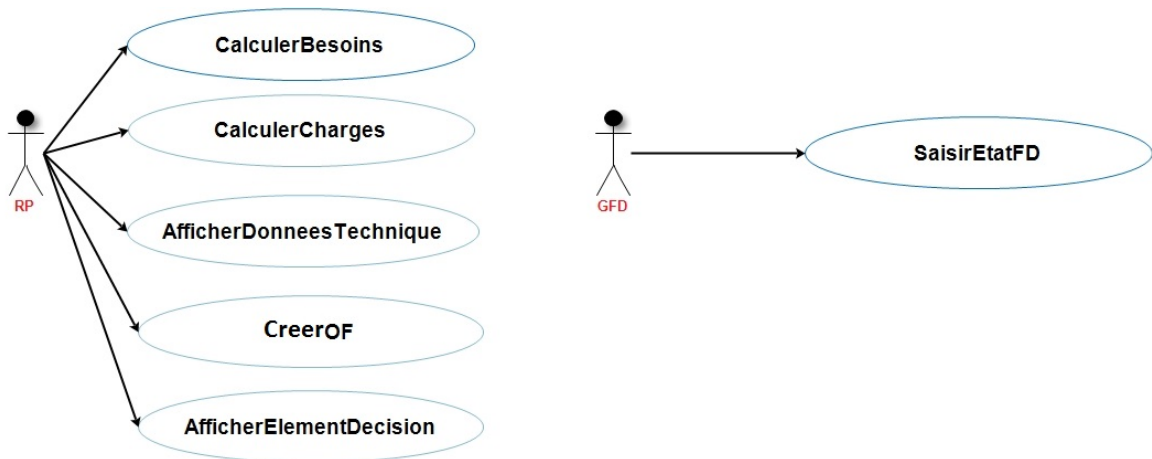 CalculerBesoins
CalculerCharges
RP
AfficherDonneesTechnique
CreerOF
AfficherElementDecision
SaisirEtatFD
GFD